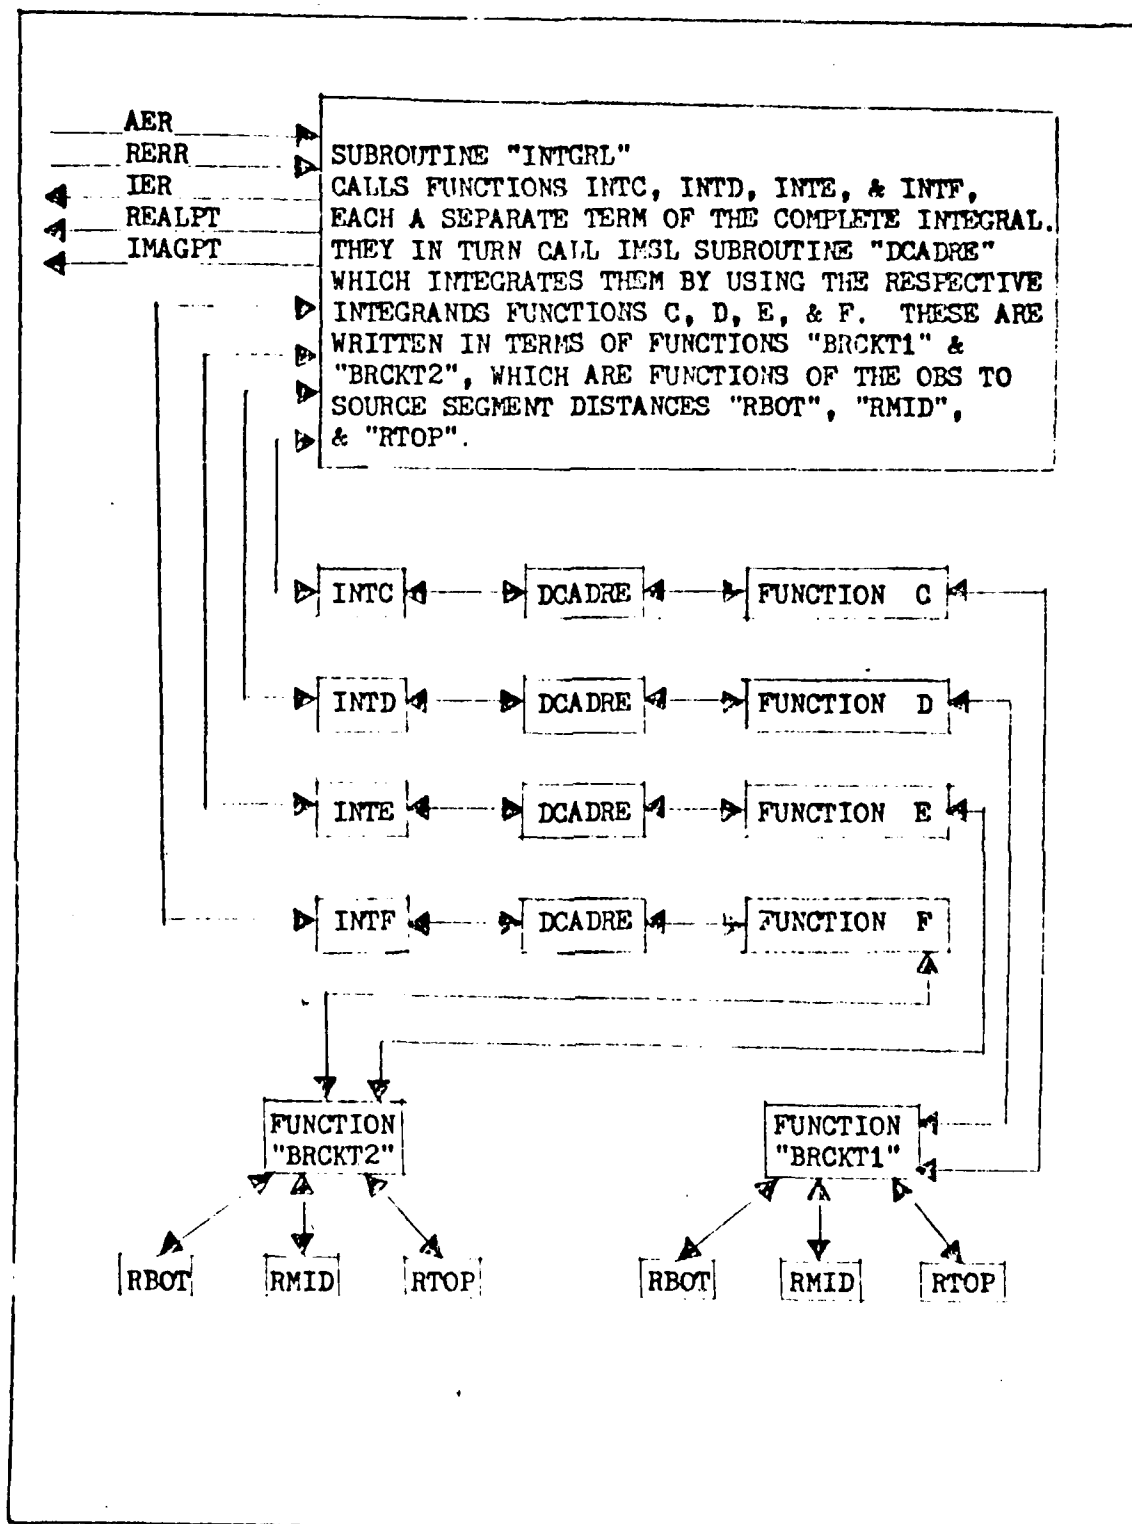 AER
RERR
IER
REALPT
IMAGPT
SUBROUTINE "INTGRL"
CALLS FUNCTIONS INTC, INTD, INTE, & INTF,
EACH A SEPARATE TERM OF THE COMPLETE INTEGRAL.
THEY IN TURN CALL IMSL SUBROUTINE "DCADRE"
WHICH INTEGRATES THEM BY USING THE RESPECTIVE
INTEGRANDS FUNCTIONS C, D, E, & F. THESE ARE
WRITTEN IN TERMS OF FUNCTIONS "BRCKT1" &
"BRCKT2", WHICH ARE FUNCTIONS OF THE OBS TO
SOURCE SEGMENT DISTANCES "RBOT", "RMID",
& "RTOP".
INTC DCADRE FUNCTION C
INTD DCADRE FUNCTION D
INTE DCADRE FUNCTION E
INTF DCADRE FUNCTION F
FUNCTION
"BRCKT2"
FUNCTION
"BRCKT1"
RBOT RMID RTOP RBOT RMID RTOP